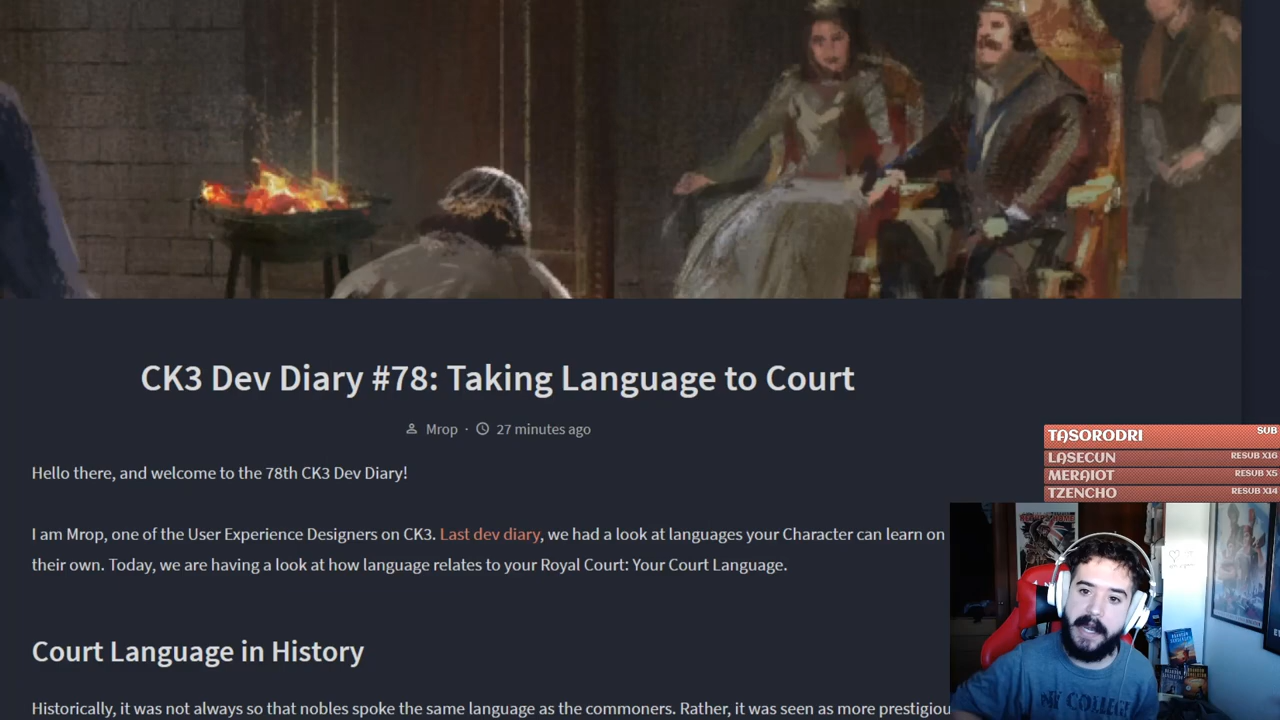 CK3 Dev Diary #78: Taking Language to Court
Mrop · 27 minutes ago
Hello there, and welcome to the 78th CK3 Dev Diary!
I am Mrop, one of the User Experience Designers on CK3. Last dev diary, we had a look at languages your Character can learn on
their own. Today, we are having a look at how language relates to your Royal Court: Your Court Language.
Court Language in History
Historically, it was not always so that nobles spoke the same language as the commoners. Rather, it was seen as more prestigiou
TASORODRI SUB
LASECUN RESUB X16
MERAIOT RESUB X5
TZENCHO RESUB X14